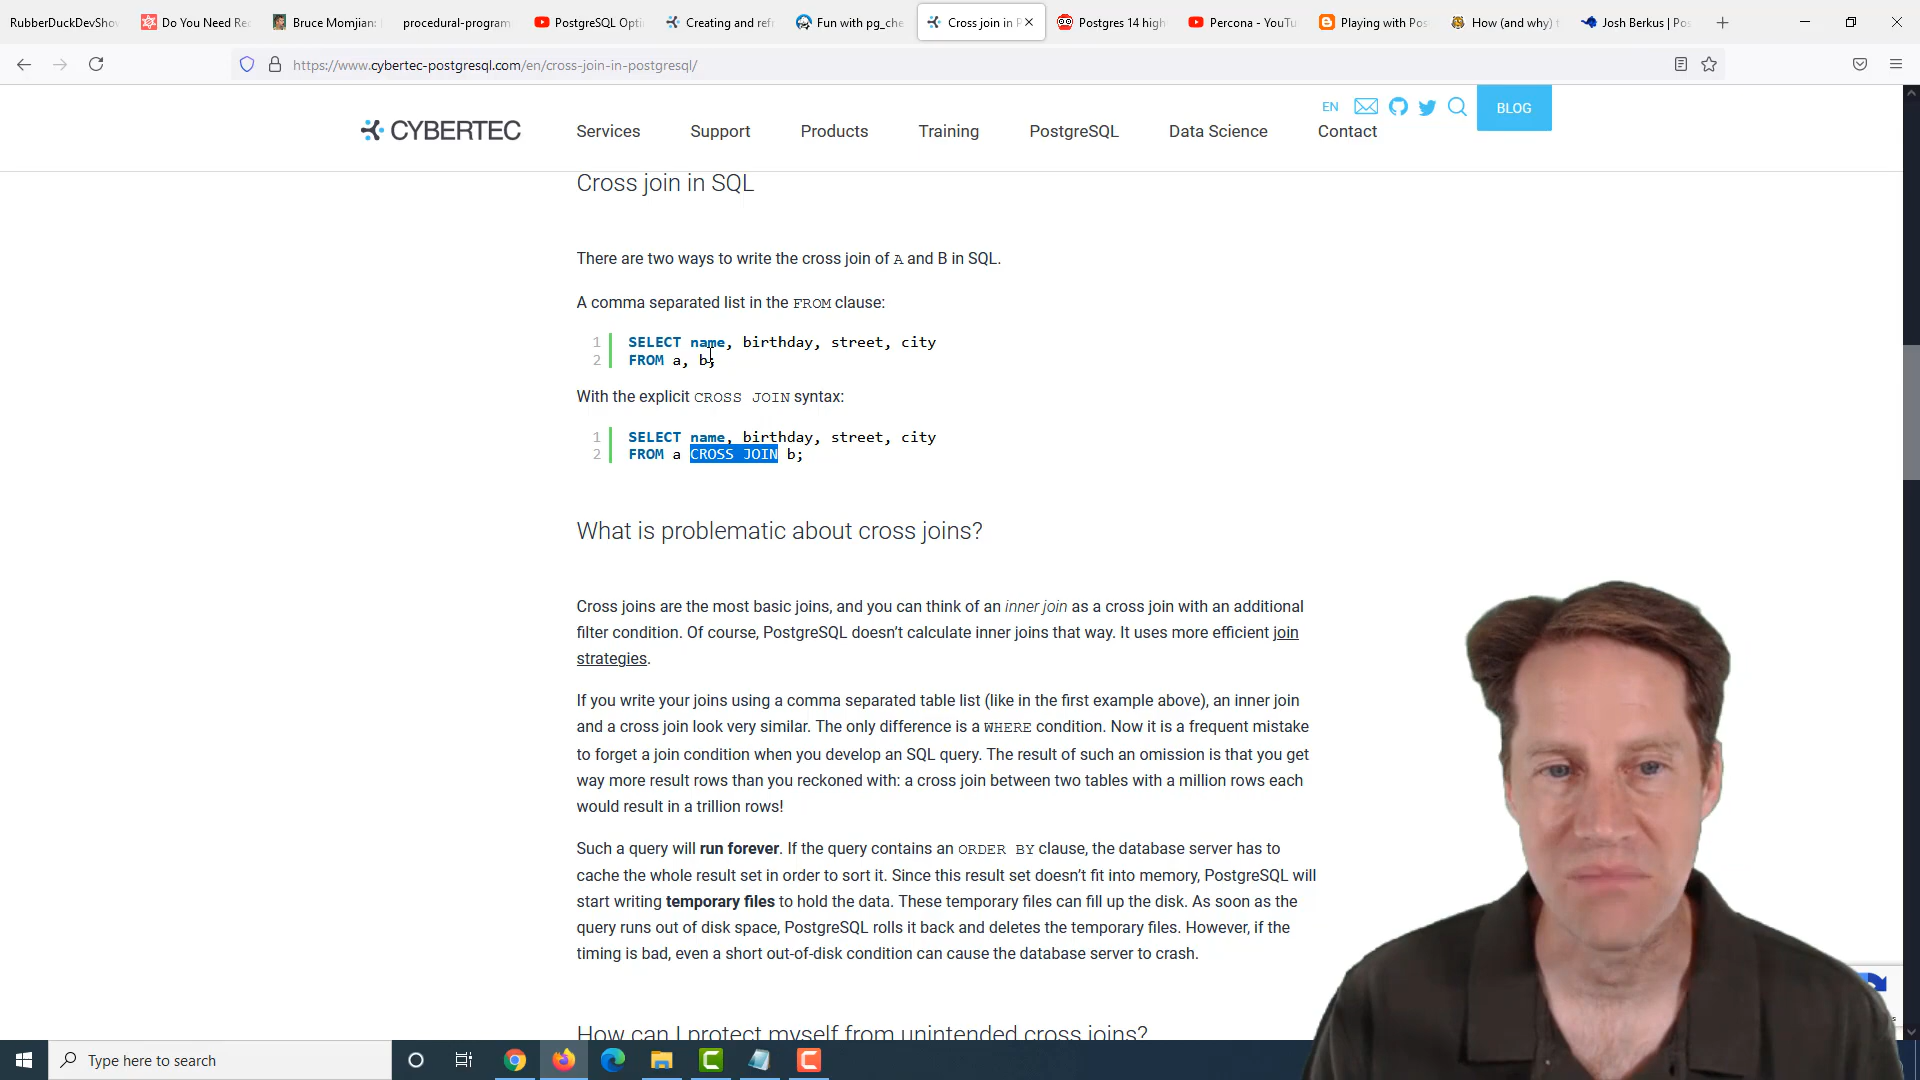 RubberDuckDevShow
Do You Need Re
Bruce Momjian:
procedural-program
PostgreSQL Opti
Creating and refr
Fun with pg_che
Cross join in P
Postgres 14 high
Percona - YouTu
Playing with Pos
How (and why)
Josh Berkus | Pos
https://www.cybertec-postgresql.com/en/cross-join-in-postgresql/
EN
BLOG
CYBERTEC
Services
Support
Products
Training
PostgreSQL
Data Science
Contact
Cross join in SQL
There are two ways to write the cross join of A and B in SQL.
A comma separated list in the FROM clause:
1 SELECT name, birthday, street, city
2 FROM a, b;
With the explicit CROSS JOIN syntax:
1 SELECT name, birthday, street, city
2 FROM a CROSS JOIN b;
What is problematic about cross joins?
Cross joins are the most basic joins, and you can think of an inner join as a cross join with an additional
filter condition. Of course, PostgreSQL doesn't calculate inner joins that way. It uses more efficient join
strategies.
If you write your joins using a comma separated table list (like in the first example above), an inner join
and a cross join look very similar. The only difference is a WHERE condition. Now it is a frequent mistake
to forget a join condition when you develop an SQL query. The result of such an omission is that you get
way more result rows than you reckoned with: a cross join between two tables with a million rows each
would result in a trillion rows!
Such a query will run forever. If the query contains an ORDER BY clause, the database server has to
cache the whole result set in order to sort it. Since this result set doesn't fit into memory, PostgreSQL will
start writing temporary files to hold the data. These temporary files can fill up the disk. As soon as the
query runs out of disk space, PostgreSQL rolls it back and deletes the temporary files. However, if the
timing is bad, even a short out-of-disk condition can cause the database server to crash.
How can I protect myself from unintended cross joins?
Type here to search